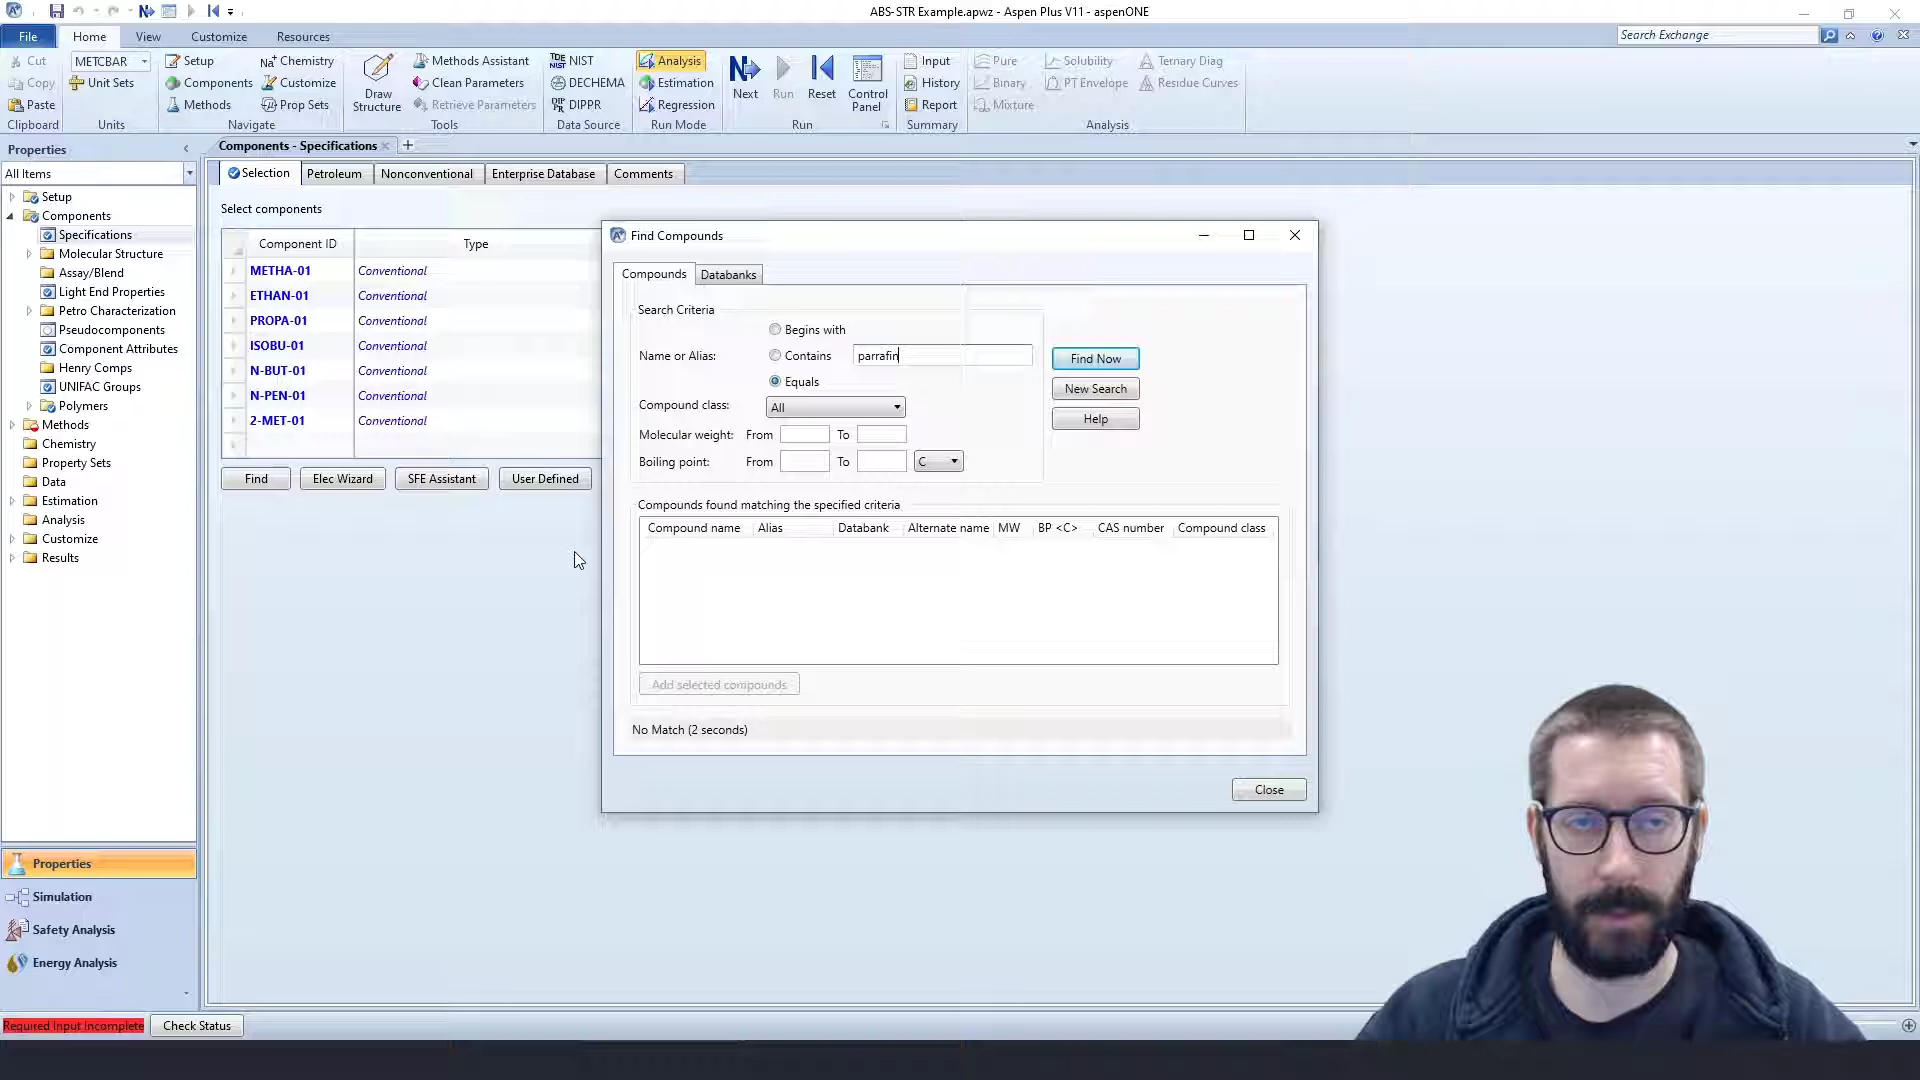 ABS-STR Example.apwz - Aspen Plus V11 - aspenONE
File Home View Customize Resources Search Exchange
Cut METCBAR Setup Chemistry Methods Assistant NIST Analysis Input Pure Solubility Ternary Diag
Copy Unit Sets Components Customize Clean Parameters DECHEMA Estimation History Binary PT Envelope Residue Curves
Paste Methods Prop Sets Draw Structure Retrieve Parameters DIPPR Regression Next Run Reset Control Panel Report Mixture
Clipboard Units Navigate Tools Data Source Run Mode Run Summary Analysis
Properties
All Items
Setup
Components
Specifications
Molecular Structure
Assay/Blend
Light End Properties
Petro Characterization
Pseudocomponents
Component Attributes
Henry Comps
UNIFAC Groups
Polymers
Methods
Chemistry
Property Sets
Data
Estimation
Analysis
Customize
Results
Properties
Simulation
Safety Analysis
Energy Analysis
Components - Specifications
Selection Petroleum Nonconventional Enterprise Database Comments
Select components
Component ID Type
METHA-01 Conventional
ETHAN-01 Conventional
PROPA-01 Conventional
ISOBU-01 Conventional
N-BUT-01 Conventional
N-PEN-01 Conventional
2-MET-01 Conventional
Find Elec Wizard SFE Assistant User Defined
Find Compounds
Compounds Databanks
Search Criteria
Begins with
Name or Alias: Contains parrafin Find Now
Equals
New Search
Compound class: All
Help
Molecular weight: From To
Boiling point: From To C
Compounds found matching the specified criteria
Compound name Alias Databank Alternate name MW BP <C> CAS number Compound class
Add selected compounds
No Match (2 seconds)
Close
Required Input Incomplete Check Status